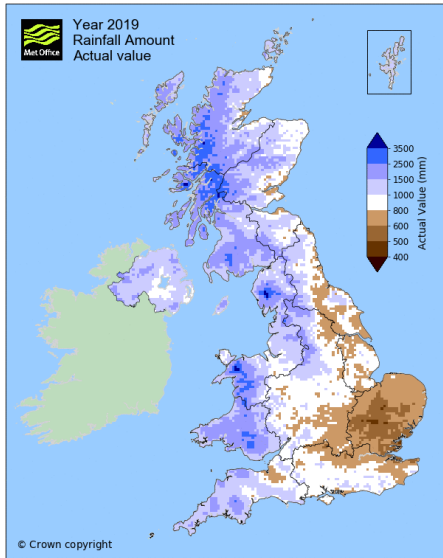 Met Office
Year 2019
Rainfall Amount
Actual value
3500
2500
1500
1000
800
600
500
400
Actual Value (mm)
© Crown copyright